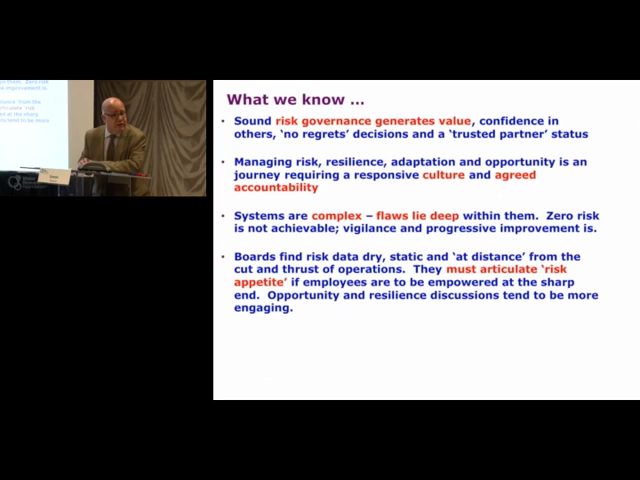 What we know ...
• Sound risk governance generates value, confidence in
others, ‘no regrets’ decisions and a ‘trusted partner’ status
• Managing risk, resilience, adaptation and opportunity is an
journey requiring a responsive culture and agreed
accountability
• Systems are complex – flaws lie deep within them. Zero risk
is not achievable; vigilance and progressive improvement is.
• Boards find risk data dry, static and ‘at distance’ from the
cut and thrust of operations. They must articulate ‘risk
appetite’ if employees are to be empowered at the sharp
end. Opportunity and resilience discussions tend to be more
engaging.